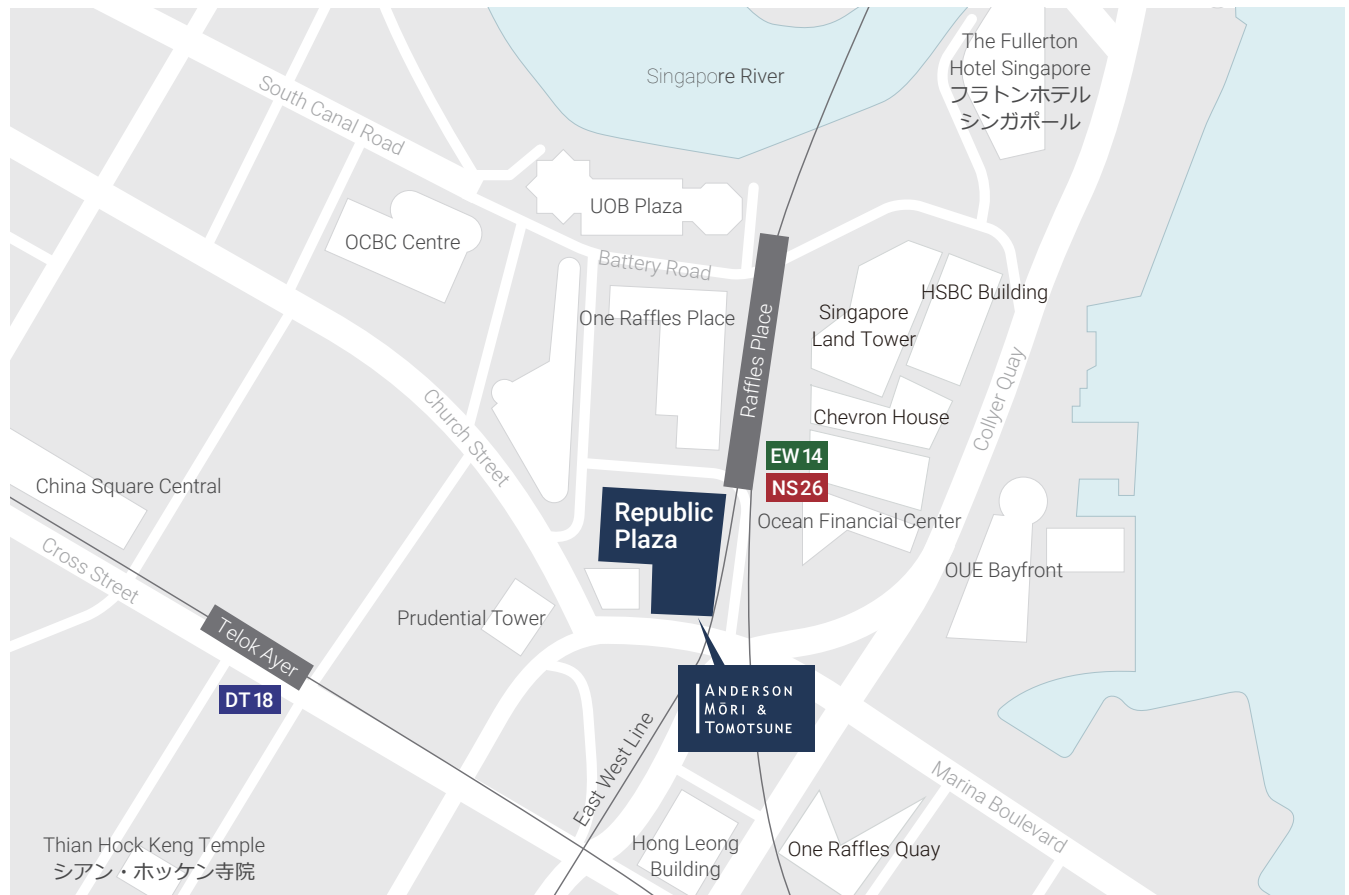 The Fullerton
Hotel Singapore
フラトンホテル
シンガポール
Singapore River
South Canal Road
UOB Plaza
OCBC Centre
Battery Road
HSBC Building
One Raffles Place
Singapore
Land Tower
Raffles Place
Collyer Quay
Church Street
Chevron House
EW14
NS26
China Square Central
Republic
Plaza
Ocean Financial Center
Cross Street
OUE Bayfront
Prudential Tower
Telok Ayer
DT18
ANDERSON
MŌRI &
TOMOTSUNE
East West Line
Marina Boulevard
Thian Hock Keng Temple
シアン・ホッケン寺院
Hong Leong
Building
One Raffles Quay